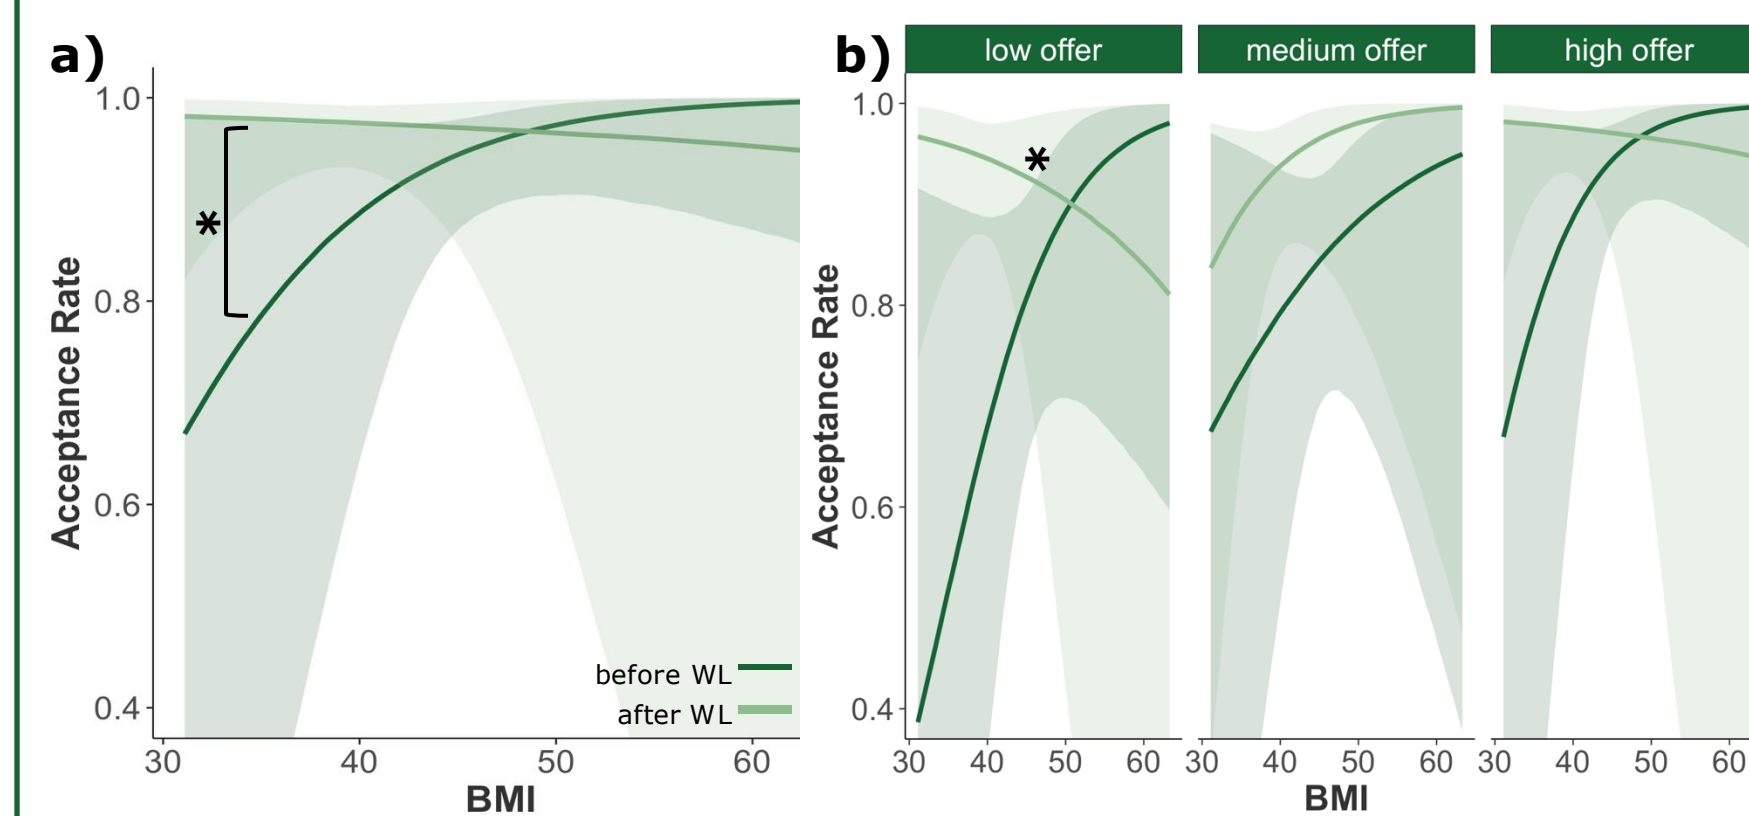 a)
Acceptance Rate
1.0
0.8
0.6
0.4
*
before WL
after WL
30 40 50 60
BMI
b)
low offer medium offer high offer
Acceptance Rate
1.0
0.8
0.6
0.4
*
30 40 50 60 30 40 50 60 30 40 50 60
BMI